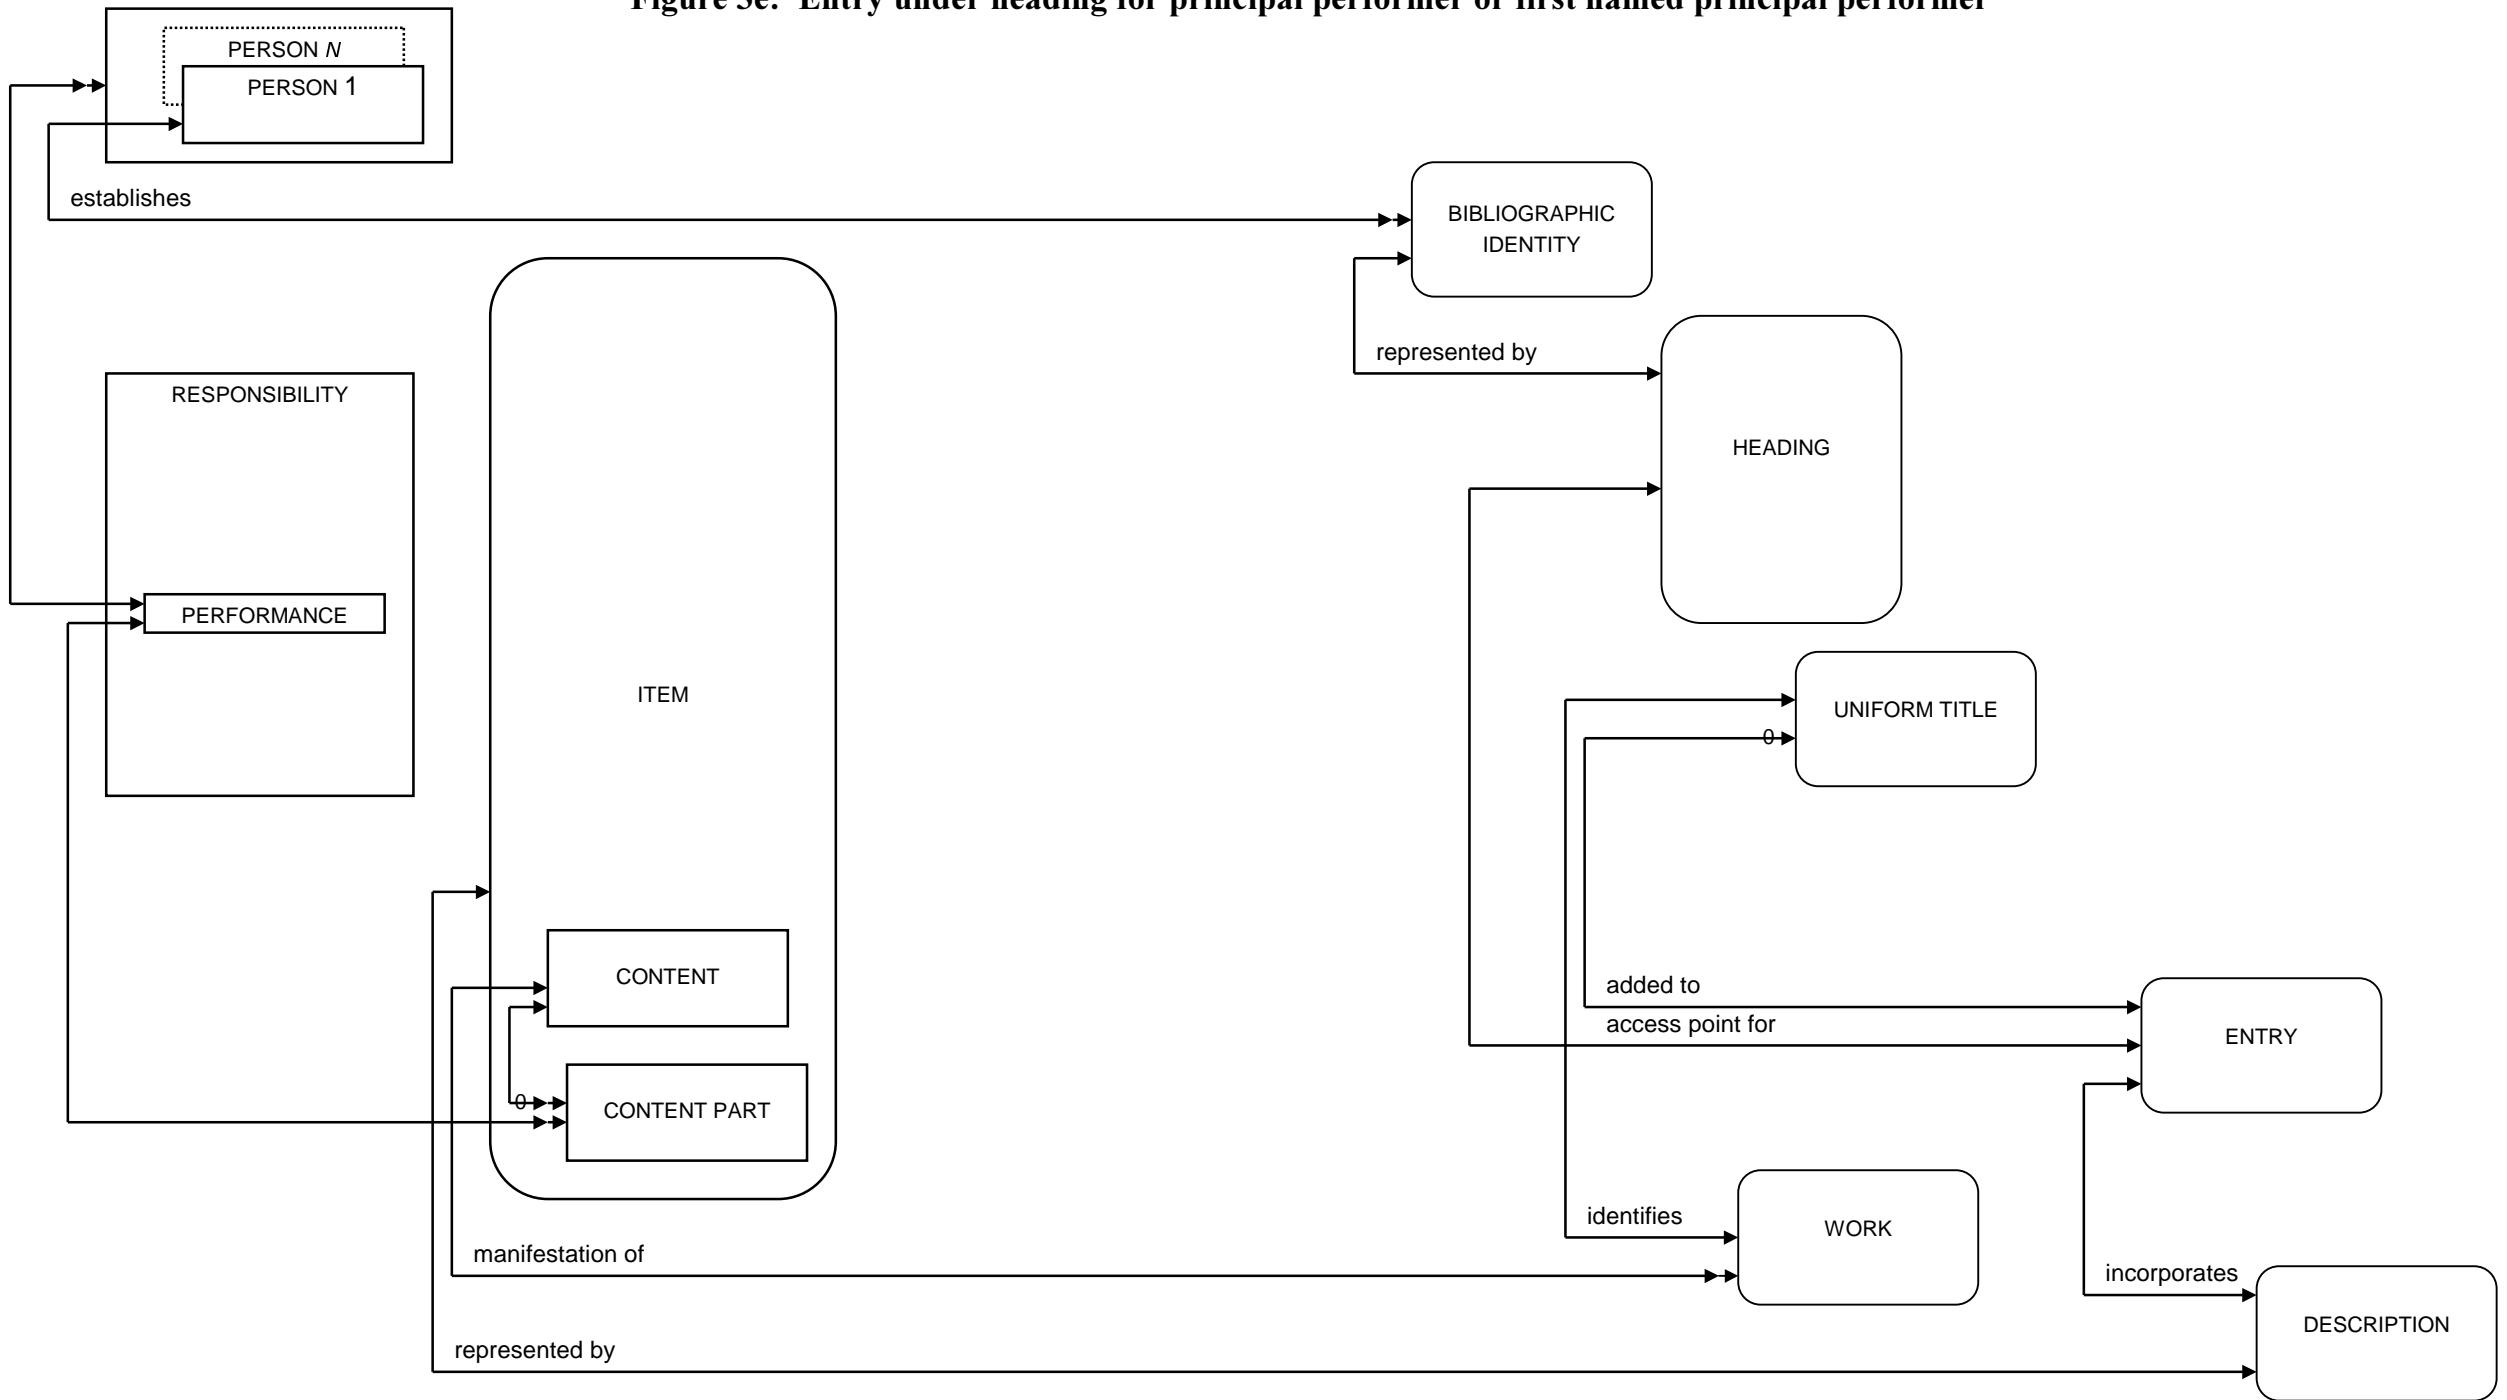 Figure 3e: Entry under heading for principal performer or first named principal performer
PERSON N
PERSON 1
establishes
BIBLIOGRAPHIC
IDENTITY
represented by
RESPONSIBILITY
HEADING
PERFORMANCE
ITEM
UNIFORM TITLE
0
CONTENT
added to
access point for
ENTRY
0
CONTENT PART
identifies
WORK
manifestation of
incorporates
DESCRIPTION
represented by